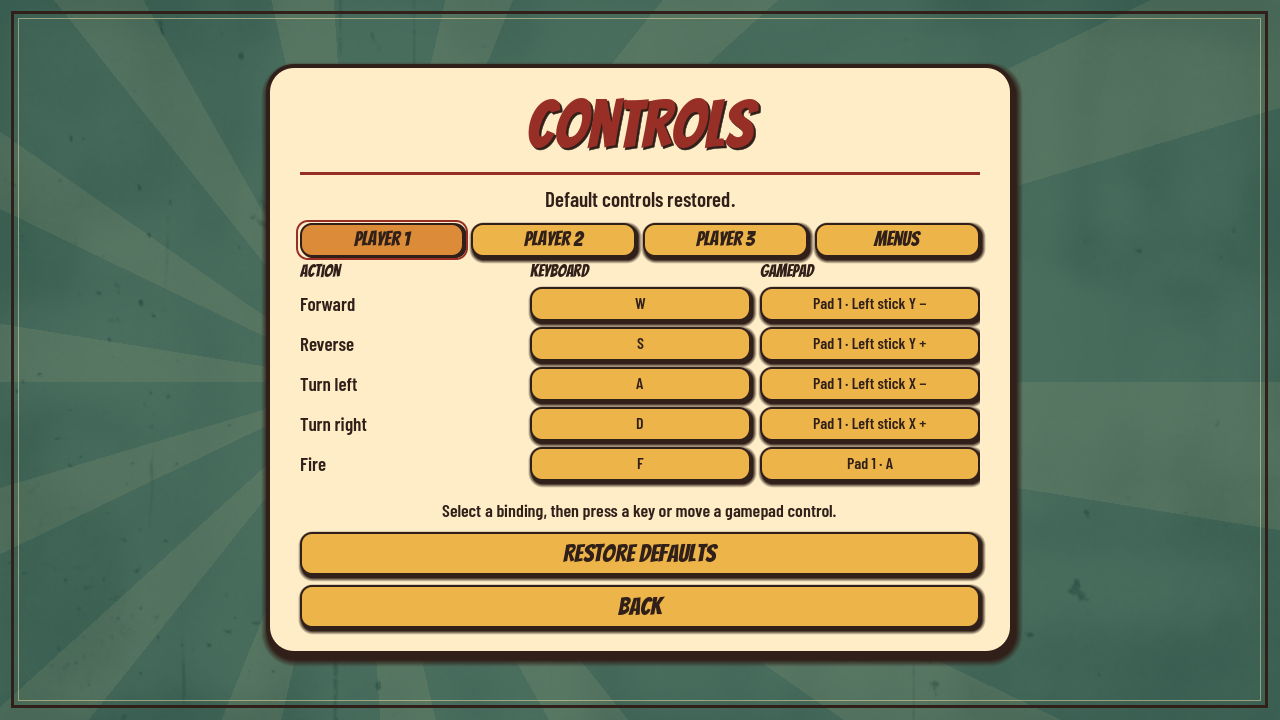 CONTROLS
Default controls restored.
PLAYER 1 PLAYER 2 PLAYER 3 MENUS
ACTION KEYBOARD GAMEPAD
Forward W Pad 1 · Left stick Y −
Reverse S Pad 1 · Left stick Y +
Turn left A Pad 1 · Left stick X −
Turn right D Pad 1 · Left stick X +
Fire F Pad 1 · A
Select a binding, then press a key or move a gamepad control.
RESTORE DEFAULTS
BACK